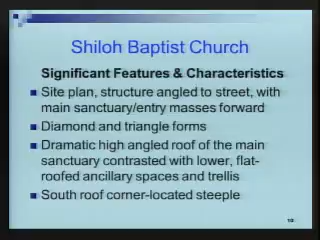 Shiloh Baptist Church
Significant Features & Characteristics
Site plan, structure angled to street, with
main sanctuary/entry masses forward
Diamond and triangle forms
Dramatic high angled roof of the main
sanctuary contrasted with lower, flat-
roofed ancillary spaces and trellis
South roof corner-located steeple